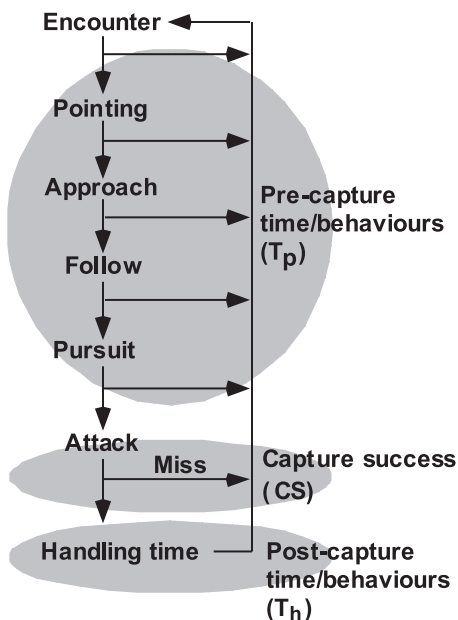 Encounter
Pointing
Approach
Pre-capture
time/behaviours
(Tp)
Follow
Pursuit
Attack
Miss
Capture success
(CS)
Handling time
Post-capture
time/behaviours
(Th)